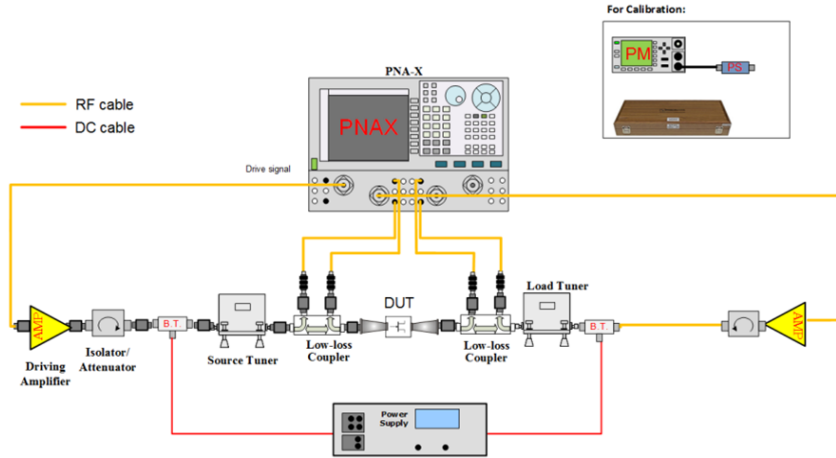 For Calibration:
PM
PS
PNA-X
RF cable
DC cable
PNAX
Drive signal
Load Tuner
DUT
AMP
B.T.
B.T.
AMP
Isolator/
Attenuator
Source Tuner
Low-loss
Coupler
Low-loss
Coupler
Driving
Amplifier
Power
Supply